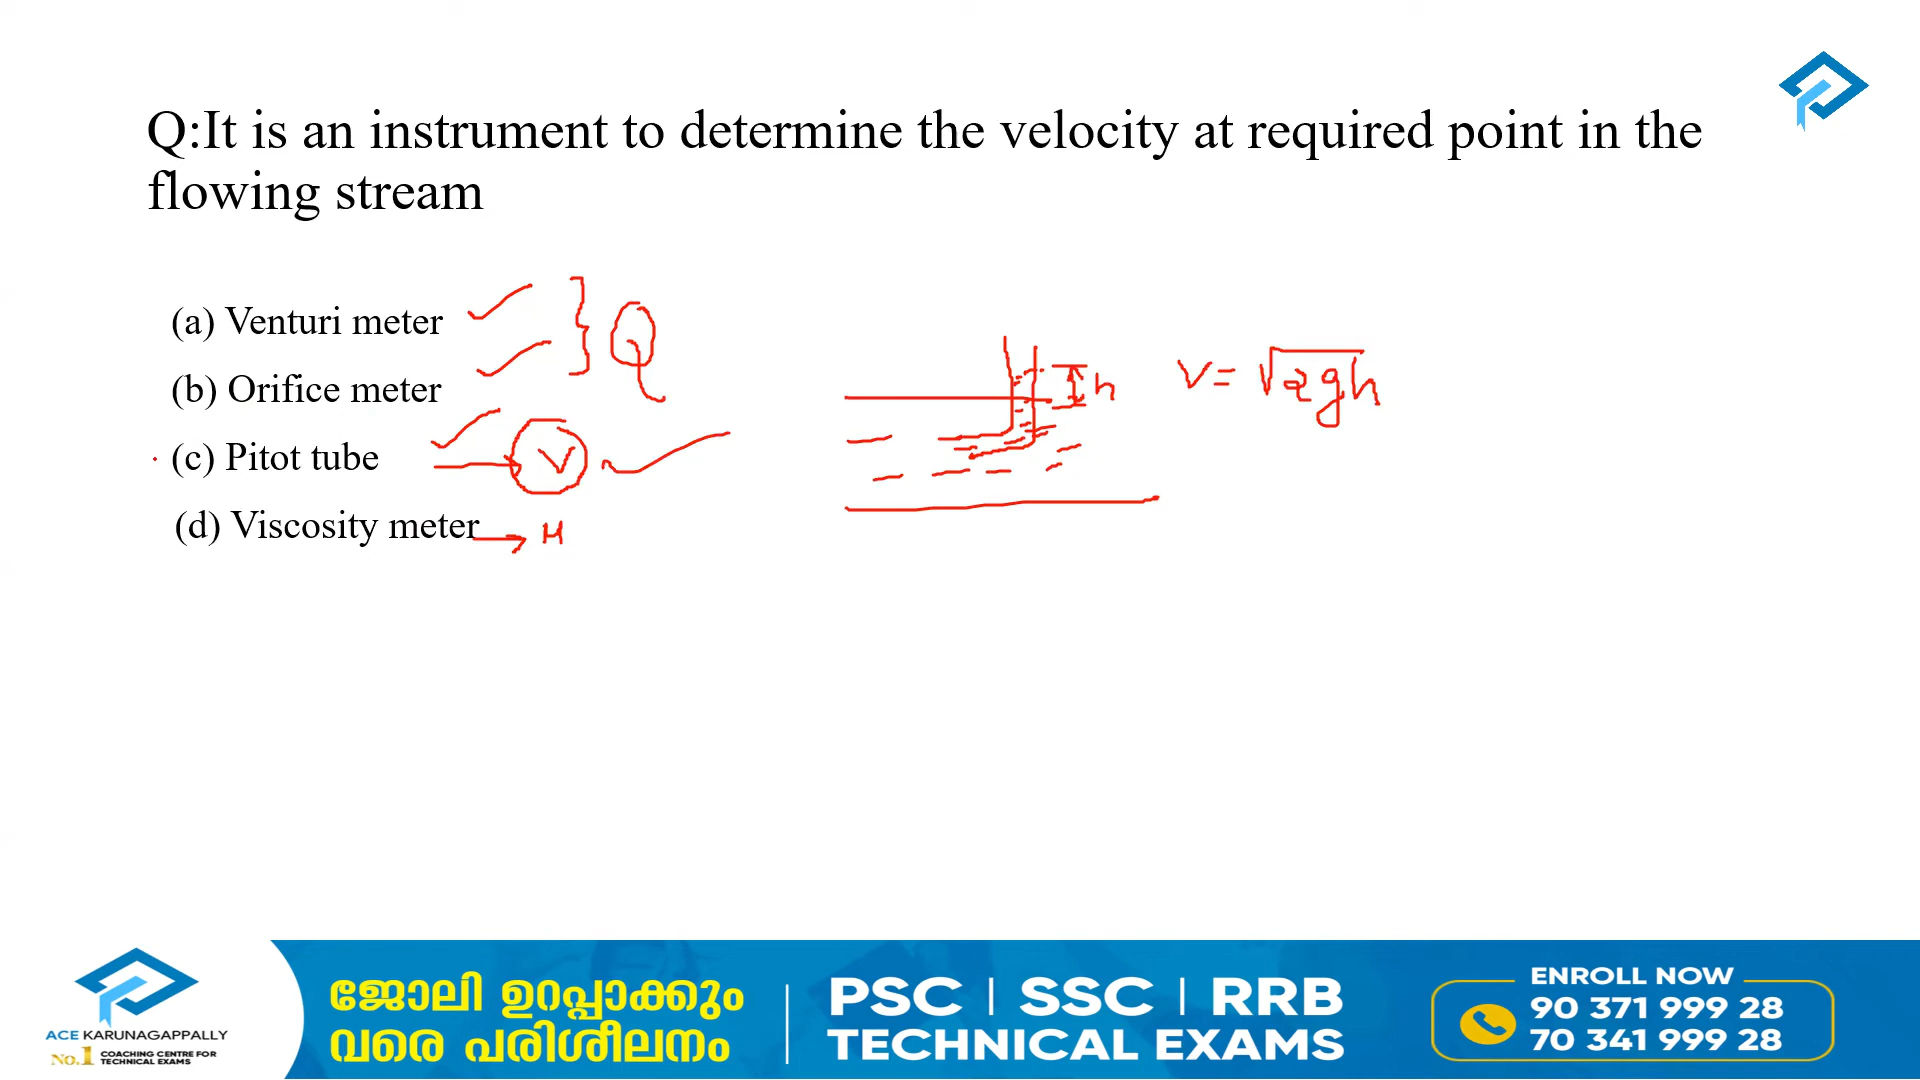 Q:It is an instrument to determine the velocity at required point in the
flowing stream
(a) Venturi meter
(b) Orifice meter
Q
(c) Pitot tube
V
(d) Viscosity meter
μ
h
V = √2gh
ACE KARUNAGAPPALLY
No.1 COACHING CENTRE FOR
TECHNICAL EXAMS
ജോലി ഉറപ്പാക്കും
വരെ പരിശീലനം
PSC | SSC | RRB
TECHNICAL EXAMS
ENROLL NOW
90 371 999 28
70 341 999 28